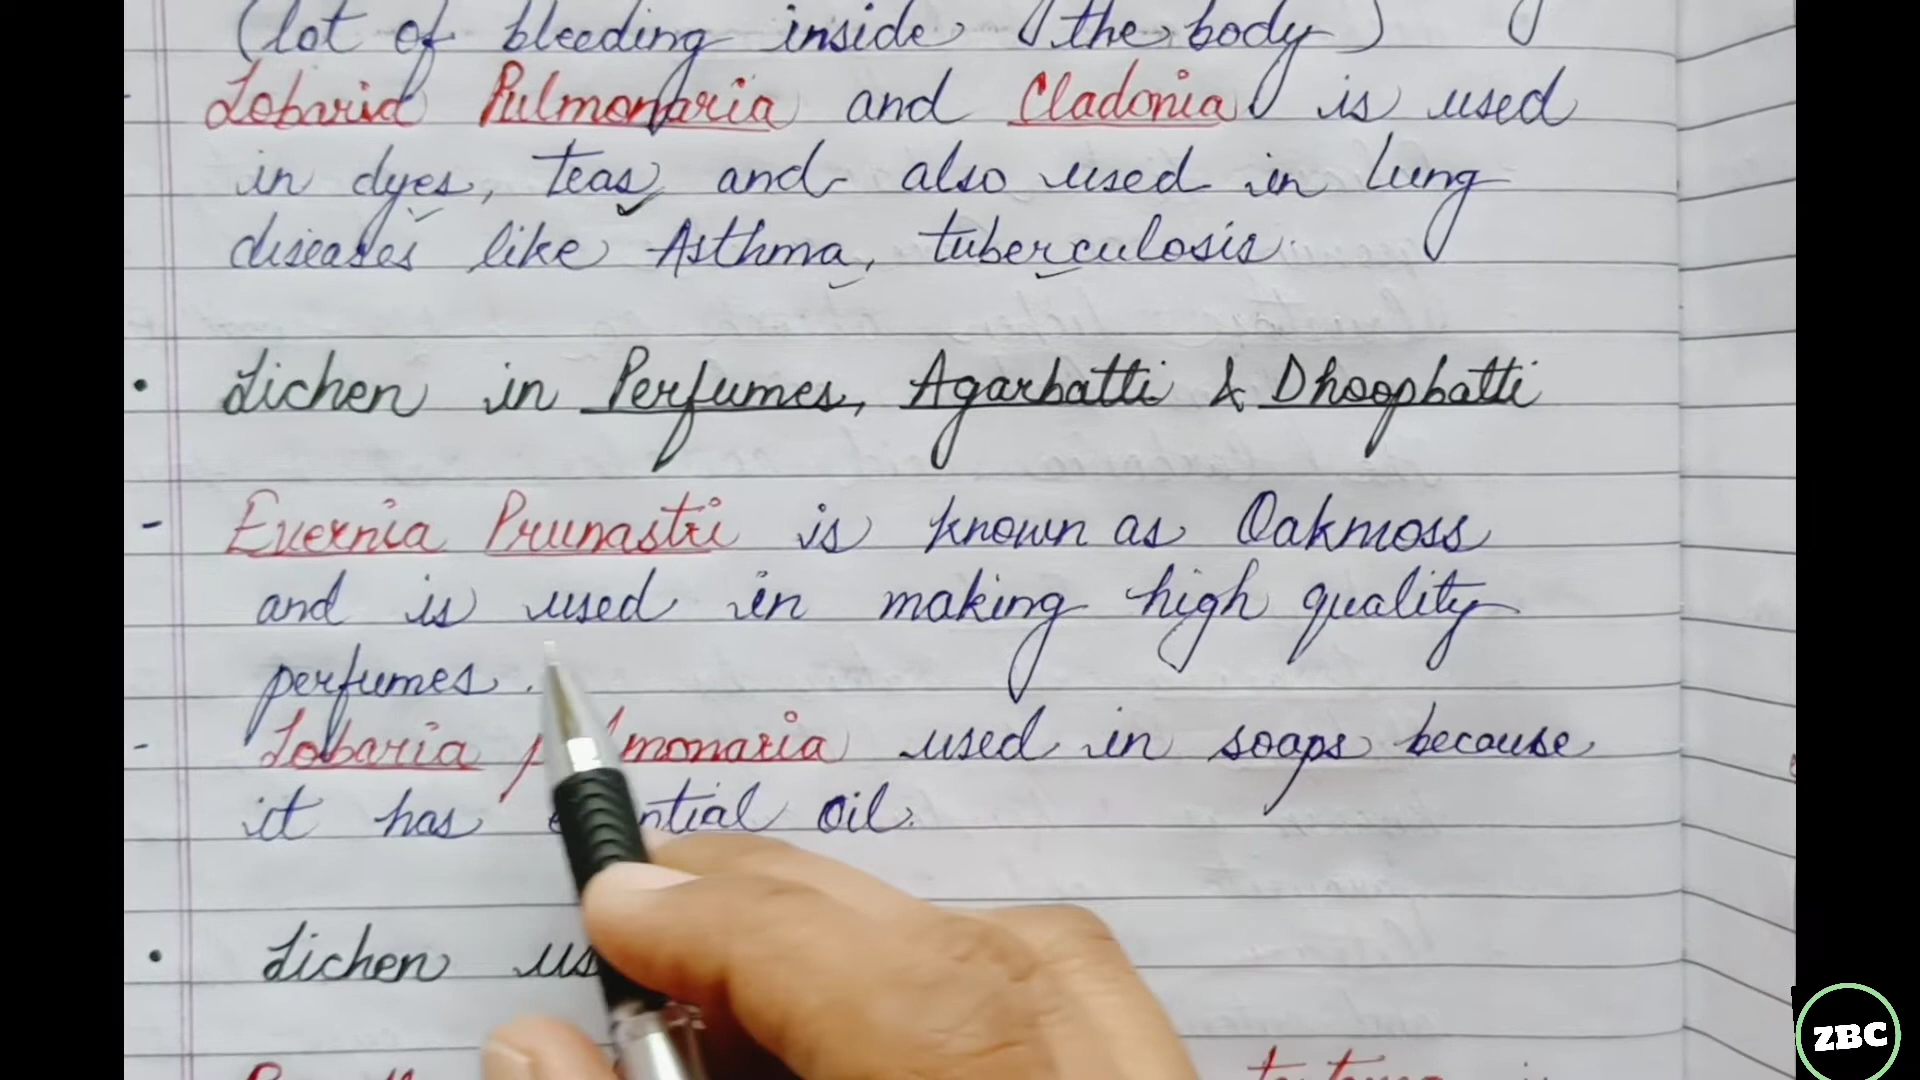 (lot of bleeding inside the body)
- Lobaria Pulmonaria and Cladonia is used
in dyes, teas and also used in lung
diseases like Asthma, tuberculosis.
• Lichen in Perfumes, Agarbatti & Dhoopbatti
- Evernia Prunastri is known as Oakmoss
and is used in making high quality
perfumes.
- Lobaria used in soaps because
it has oil.
• Lichen
ZBC